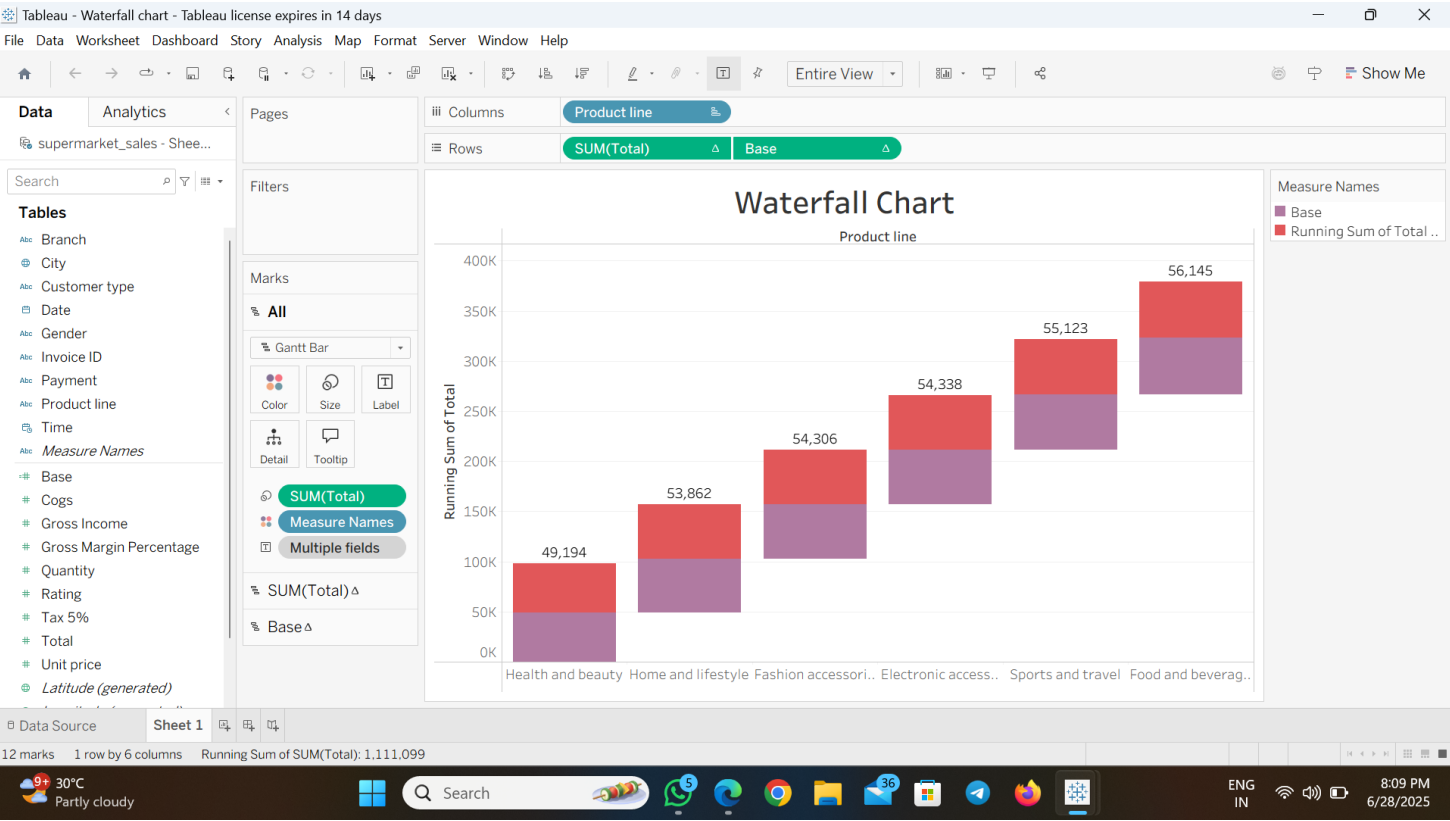 Tableau - Waterfall chart - Tableau license expires in 14 days
File Data Worksheet Dashboard Story Analysis Map Format Server Window Help
Entire View
Show Me
Data
Analytics
supermarket_sales - Shee...
Search
Tables
Abc Branch
City
Abc Customer type
Date
Abc Gender
Abc Invoice ID
Abc Payment
Abc Product line
Time
Abc Measure Names
Base
Cogs
Gross Income
Gross Margin Percentage
Quantity
Rating
Tax 5%
Total
Unit price
Latitude (generated)
Pages
Filters
Marks
All
Gantt Bar
Color Size Label
Detail Tooltip
SUM(Total)
Measure Names
Multiple fields
SUM(Total) Δ
Base Δ
Columns
Product line
Rows
SUM(Total) Δ
Base Δ
Waterfall Chart
Product line
Running Sum of Total
400K
350K
300K
250K
200K
150K
100K
50K
0K
49,194
53,862
54,306
54,338
55,123
56,145
Health and beauty
Home and lifestyle
Fashion accessori..
Electronic access..
Sports and travel
Food and beverag..
Measure Names
Base
Running Sum of Total ..
Data Source
Sheet 1
12 marks 1 row by 6 columns Running Sum of SUM(Total): 1,111,099
9+
30°C
Partly cloudy
Search
5
36
ENG
IN
8:09 PM
6/28/2025